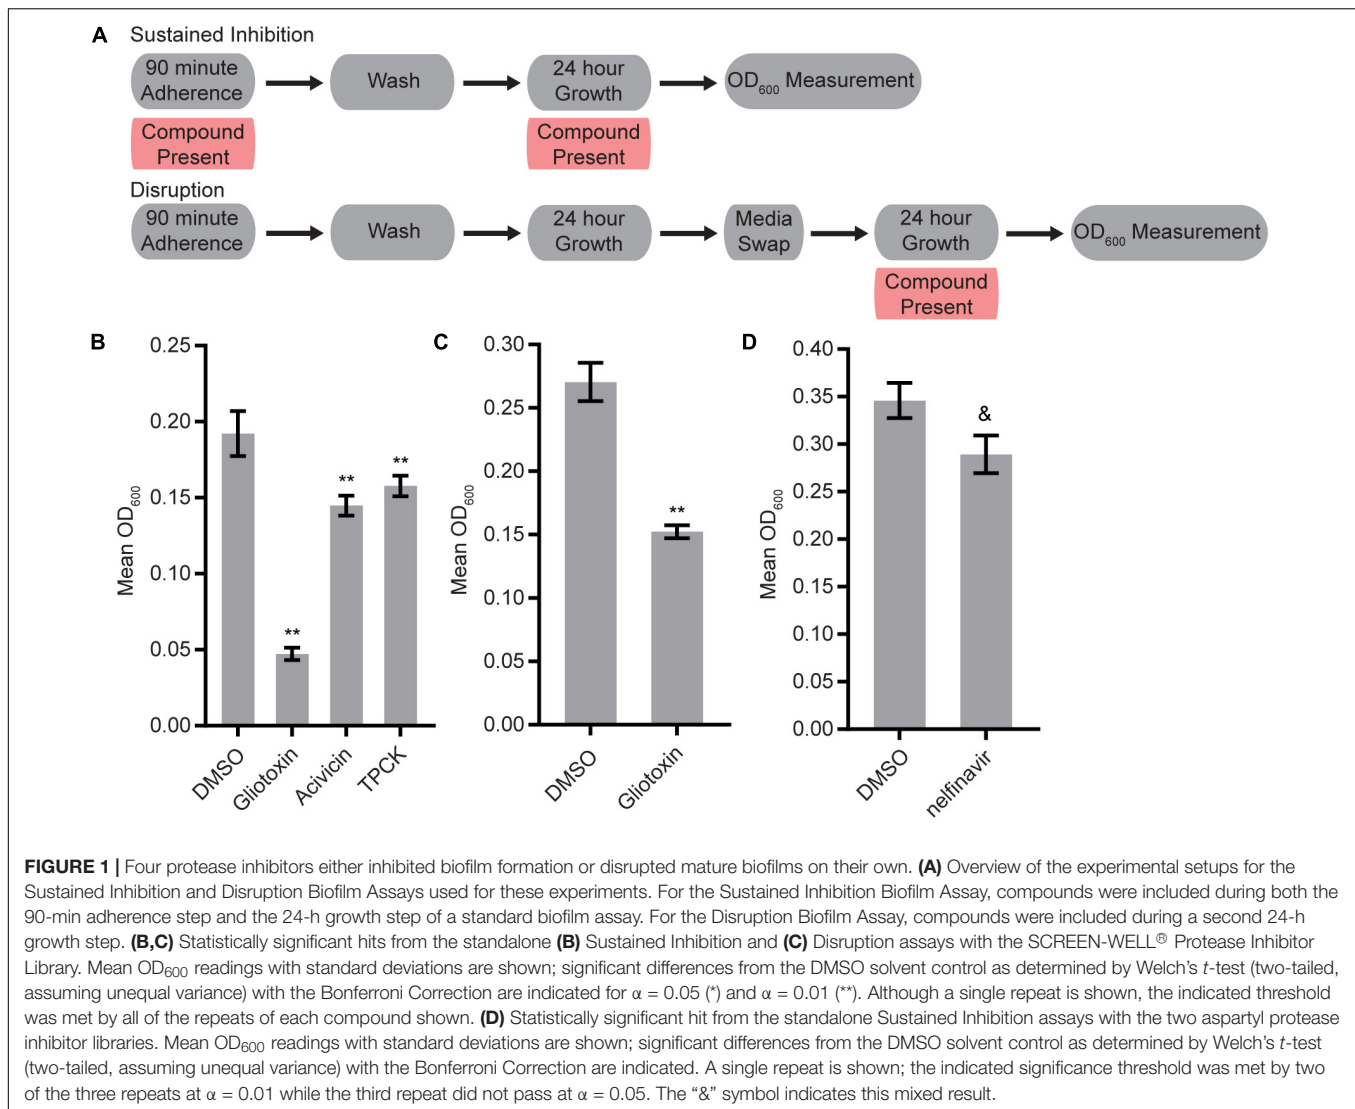 A Sustained Inhibition
90 minute
Adherence
Wash
24 hour
Growth
OD600 Measurement
Compound
Present
Compound
Present
Disruption
90 minute
Adherence
Wash
24 hour
Growth
Media
Swap
24 hour
Growth
OD600 Measurement
Compound
Present
B
Mean OD600
0.25
0.20
0.15
0.10
0.05
0.00
**
**
**
DMSO
Gliotoxin
Acivicin
TPCK
C
Mean OD600
0.30
0.25
0.20
0.15
0.10
0.05
0.00
**
DMSO
Gliotoxin
D
Mean OD600
0.40
0.35
0.30
0.25
0.20
0.15
0.10
0.05
0.00
&
DMSO
nelfinavir
FIGURE 1 | Four protease inhibitors either inhibited biofilm formation or disrupted mature biofilms on their own. (A) Overview of the experimental setups for the
Sustained Inhibition and Disruption Biofilm Assays used for these experiments. For the Sustained Inhibition Biofilm Assay, compounds were included during both the
90-min adherence step and the 24-h growth step of a standard biofilm assay. For the Disruption Biofilm Assay, compounds were included during a second 24-h
growth step. (B,C) Statistically significant hits from the standalone (B) Sustained Inhibition and (C) Disruption assays with the SCREEN-WELL® Protease Inhibitor
Library. Mean OD600 readings with standard deviations are shown; significant differences from the DMSO solvent control as determined by Welch's t-test (two-tailed,
assuming unequal variance) with the Bonferroni Correction are indicated for α = 0.05 (*) and α = 0.01 (**). Although a single repeat is shown, the indicated threshold
was met by all of the repeats of each compound shown. (D) Statistically significant hit from the standalone Sustained Inhibition assays with the two aspartyl protease
inhibitor libraries. Mean OD600 readings with standard deviations are shown; significant differences from the DMSO solvent control as determined by Welch's t-test
(two-tailed, assuming unequal variance) with the Bonferroni Correction are indicated. A single repeat is shown; the indicated significance threshold was met by two
of the three repeats at α = 0.01 while the third repeat did not pass at α = 0.05. The "&" symbol indicates this mixed result.